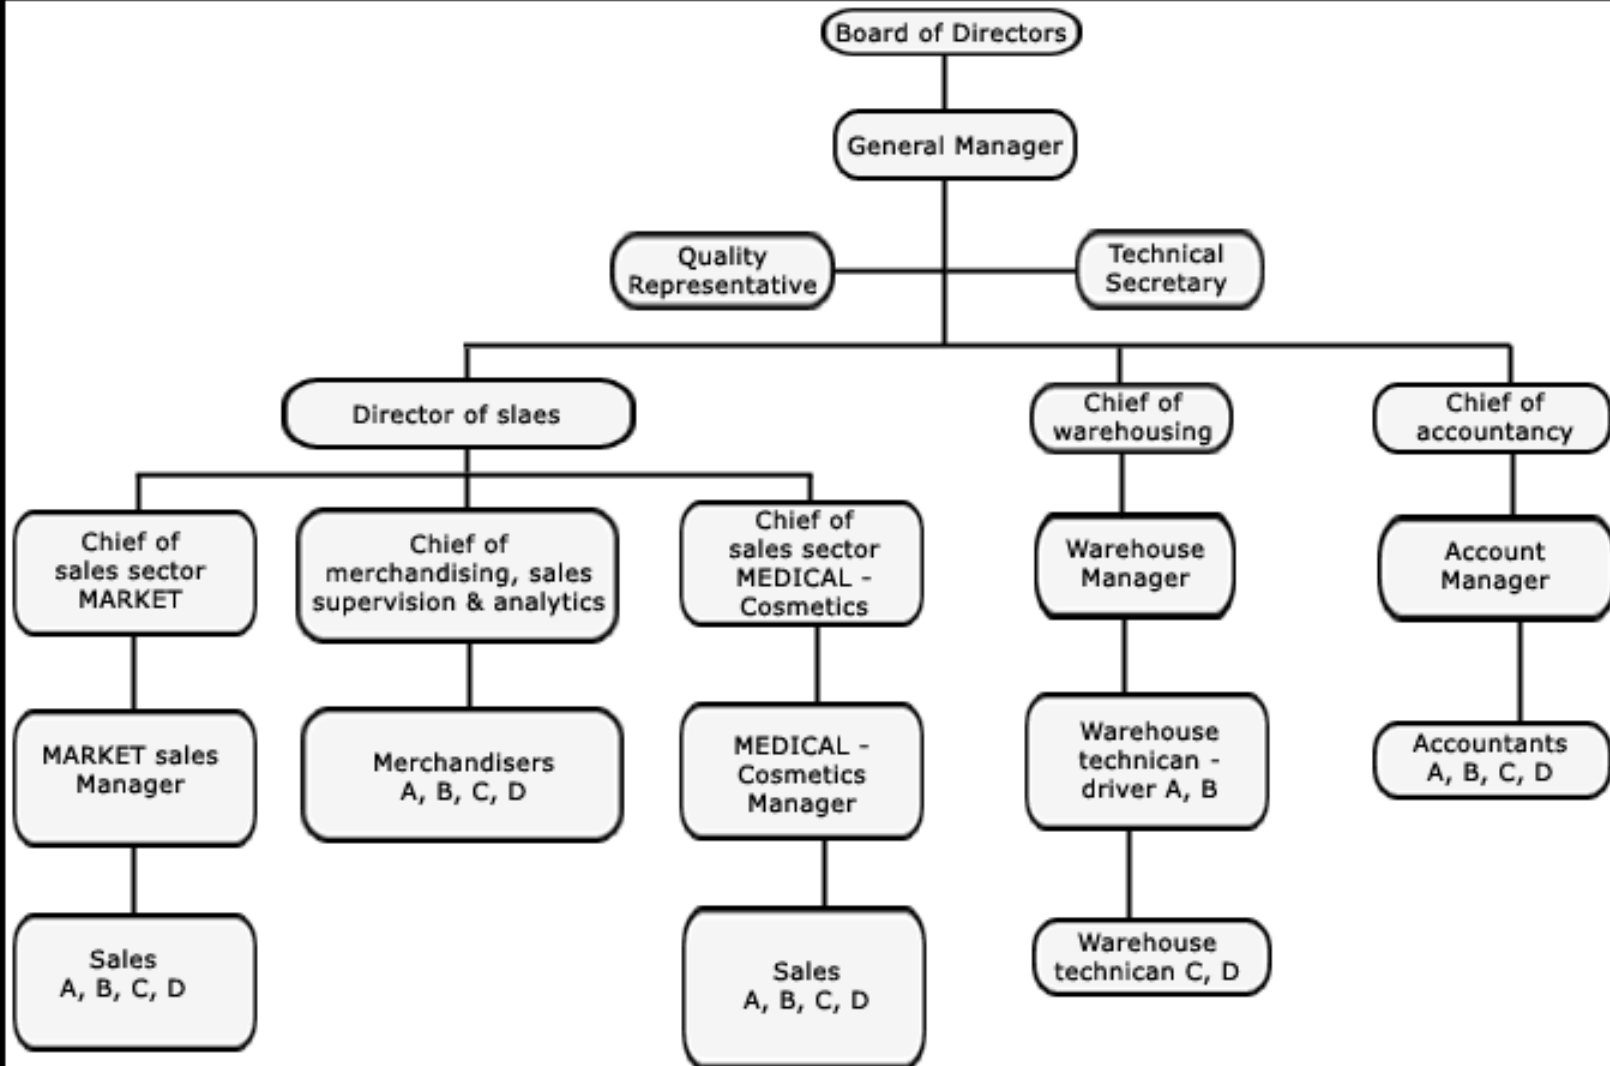 Board of Directors
General Manager
Quality
Representative
Technical
Secretary
Director of slaes
Chief of
warehousing
Chief of
accountancy
Chief of
sales sector
MARKET
Chief of
merchandising, sales
supervision & analytics
Chief of
sales sector
MEDICAL -
Cosmetics
Warehouse
Manager
Account
Manager
MARKET sales
Manager
Merchandisers
A, B, C, D
MEDICAL -
Cosmetics
Manager
Warehouse
technican -
driver A, B
Accountants
A, B, C, D
Sales
A, B, C, D
Sales
A, B, C, D
Warehouse
technican C, D